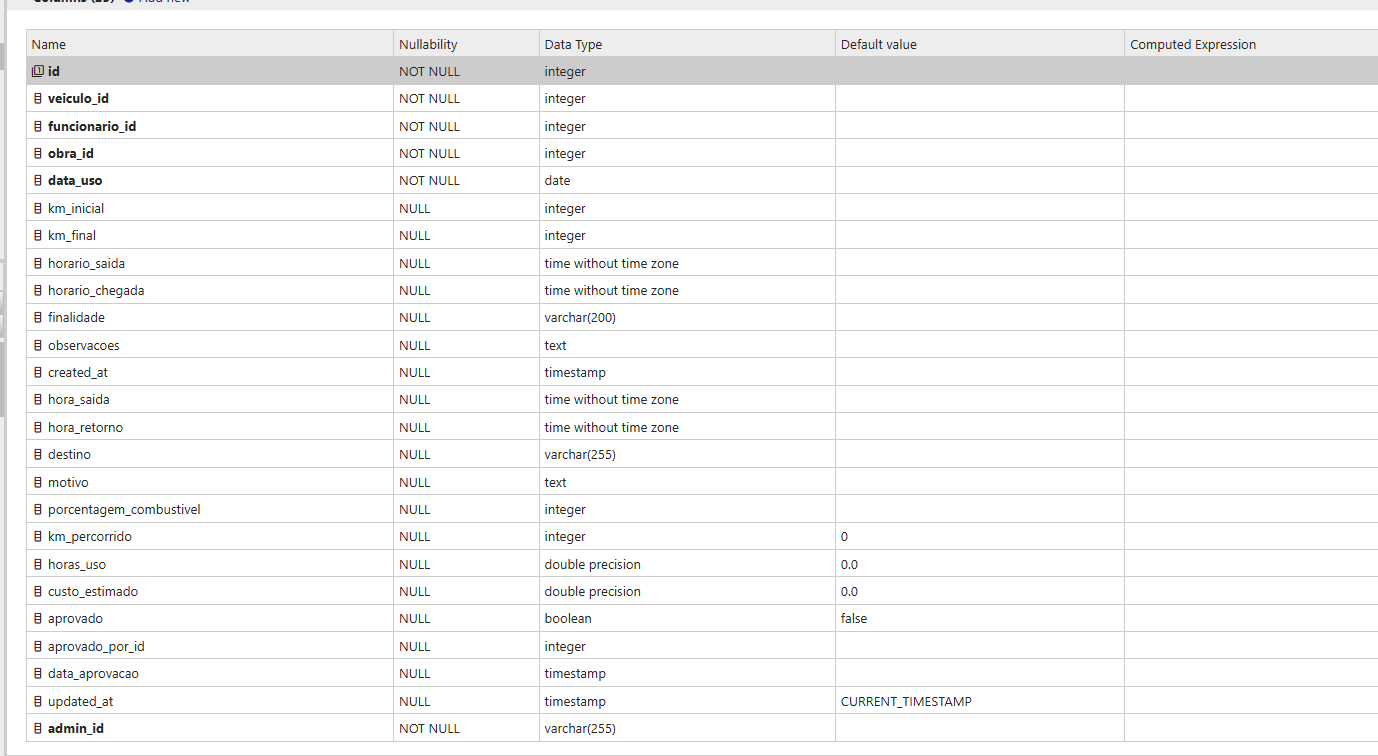 Columns (25) Add new
Name Nullability Data Type Default value Computed Expression
id NOT NULL integer
veiculo_id NOT NULL integer
funcionario_id NOT NULL integer
obra_id NOT NULL integer
data_uso NOT NULL date
km_inicial NULL integer
km_final NULL integer
horario_saida NULL time without time zone
horario_chegada NULL time without time zone
finalidade NULL varchar(200)
observacoes NULL text
created_at NULL timestamp
hora_saida NULL time without time zone
hora_retorno NULL time without time zone
destino NULL varchar(255)
motivo NULL text
porcentagem_combustivel NULL integer
km_percorrido NULL integer 0
horas_uso NULL double precision 0.0
custo_estimado NULL double precision 0.0
aprovado NULL boolean false
aprovado_por_id NULL integer
data_aprovacao NULL timestamp
updated_at NULL timestamp CURRENT_TIMESTAMP
admin_id NOT NULL varchar(255)